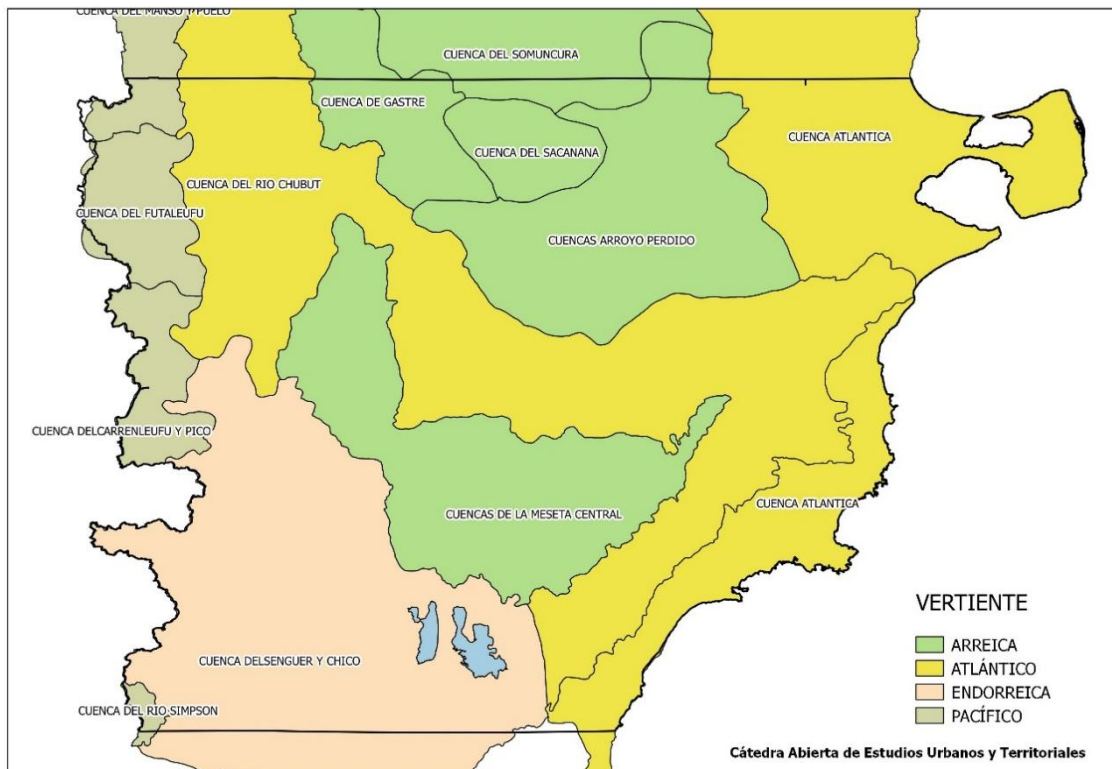 CUENCA DEL MANSO Y PUELO
CUENCA DEL SOMUNCURA
CUENCA DE GASTRE
CUENCA ATLANTICA
CUENCA DEL SACANANA
CUENCA DEL RIO CHUBUT
CUENCA DEL FUTALEUFU
CUENCAS ARROYO PERDIDO
CUENCA DELCARRENLEUFU Y PICO
CUENCA ATLANTICA
CUENCAS DE LA MESETA CENTRAL
CUENCA DELSENGUER Y CHICO
CUENCA DEL RIO SIMPSON
VERTIENTE
ARREICA
ATLÁNTICO
ENDORREICA
PACÍFICO
Cátedra Abierta de Estudios Urbanos y Territoriales